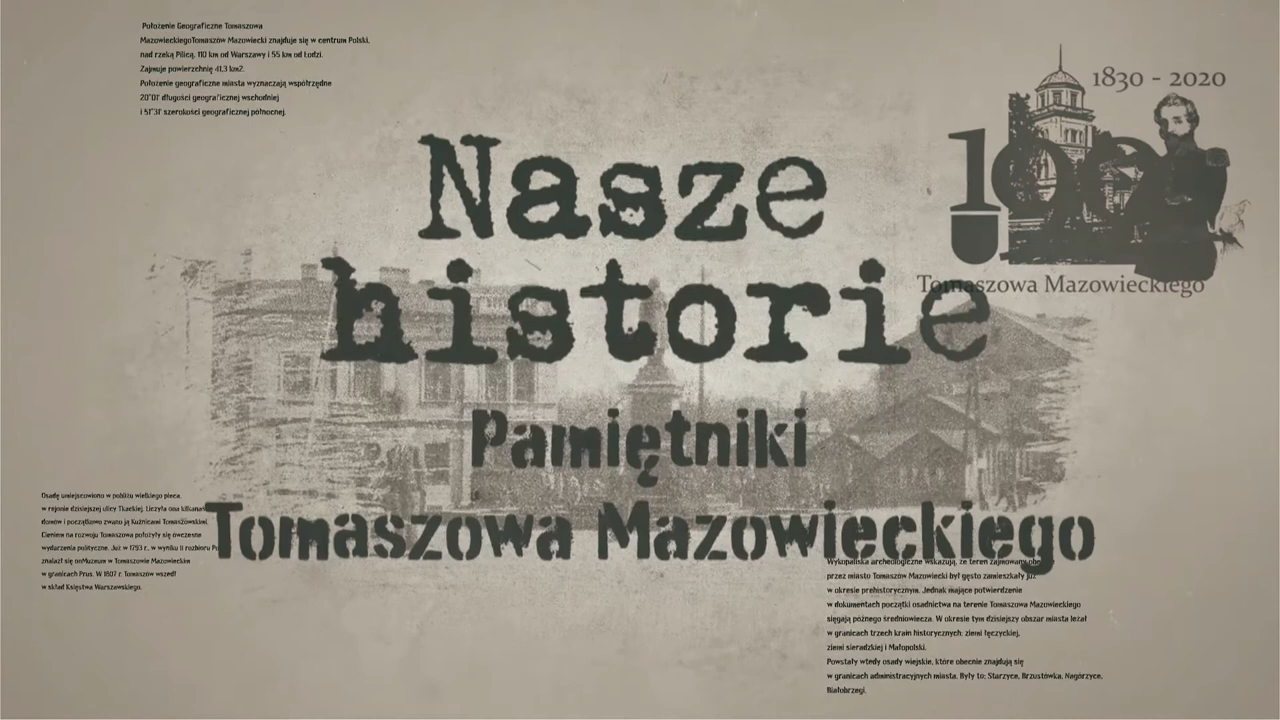 Położenie Geograficzne Tomaszowa
MazowieckiegoTomaszów Mazowiecki znajduje się w centrum Polski,
nad rzeką Pilicą, 110 km od Warszawy i 55 km od Łodzi.
Zajmuje powierzchnię 41,3 km2.
Położenie geograficzne miasta wyznaczają współrzędne
20°01' długości geograficznej wschodniej
i 51°31' szerokości geograficznej północnej.
1830 - 2020
190
Tomaszowa Mazowieckiego
Nasze
historie
Pamiętniki
Tomaszowa Mazowieckiego
Osadę umiejscowiono w pobliżu wielkiego pieca,
w rejonie dzisiejszej ulicy Tkackiej. Liczyła ona
domów i początkowo zwano ją Kuźnicami Tomaszowskimi.
Cieniem na rozwoju Tomaszowa położyły się ówczesne
wydarzenia polityczne. Już w 1793 r., w wyniku II rozbioru
znalazł się onMuzeum w Tomaszowie Mazowieckim
w granicach Prus. W 1807 r. Tomaszów wszedł
w skład Księstwa Warszawskiego.
Wykopaliska archeologiczne wskazują, że teren zajmowany
przez miasto Tomaszów Mazowiecki był gęsto zamieszkały już
w okresie prehistorycznym. Jednak mające potwierdzenie
w dokumentach początki osadnictwa na terenie Tomaszowa Mazowieckiego
sięgają późnego średniowiecza. W okresie tym dzisiejszy obszar miasta leżał
w granicach trzech krain historycznych: ziemi łęczyckiej,
ziemi sieradzkiej i Małopolski.
Powstały wtedy osady wiejskie, które obecnie znajdują się
w granicach administracyjnych miasta. Były to: Starzyce, Brzustówka, Nagórzyce,
Białobrzegi.